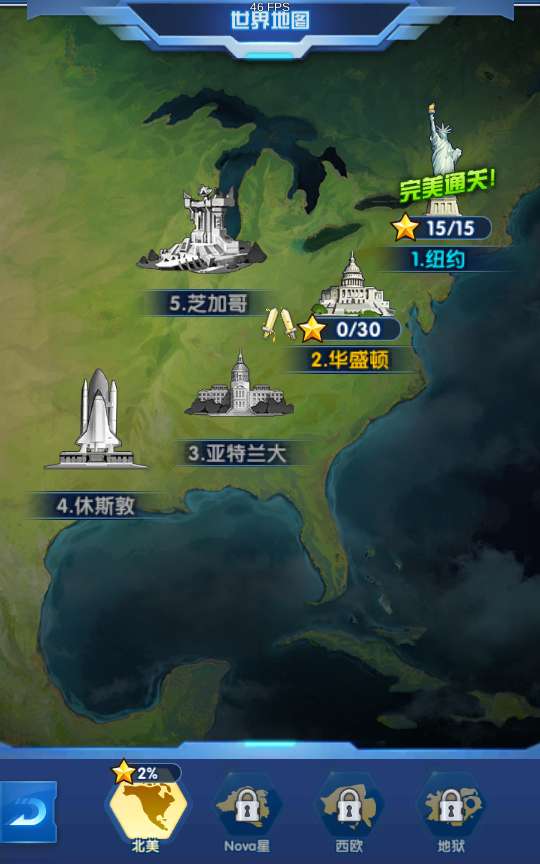 46 FPS
世界地图
完美通关!
15/15
1.纽约
5.芝加哥
0/30
2.华盛顿
3.亚特兰大
4.休斯敦
2%
北美
Nova星
西欧
地狱